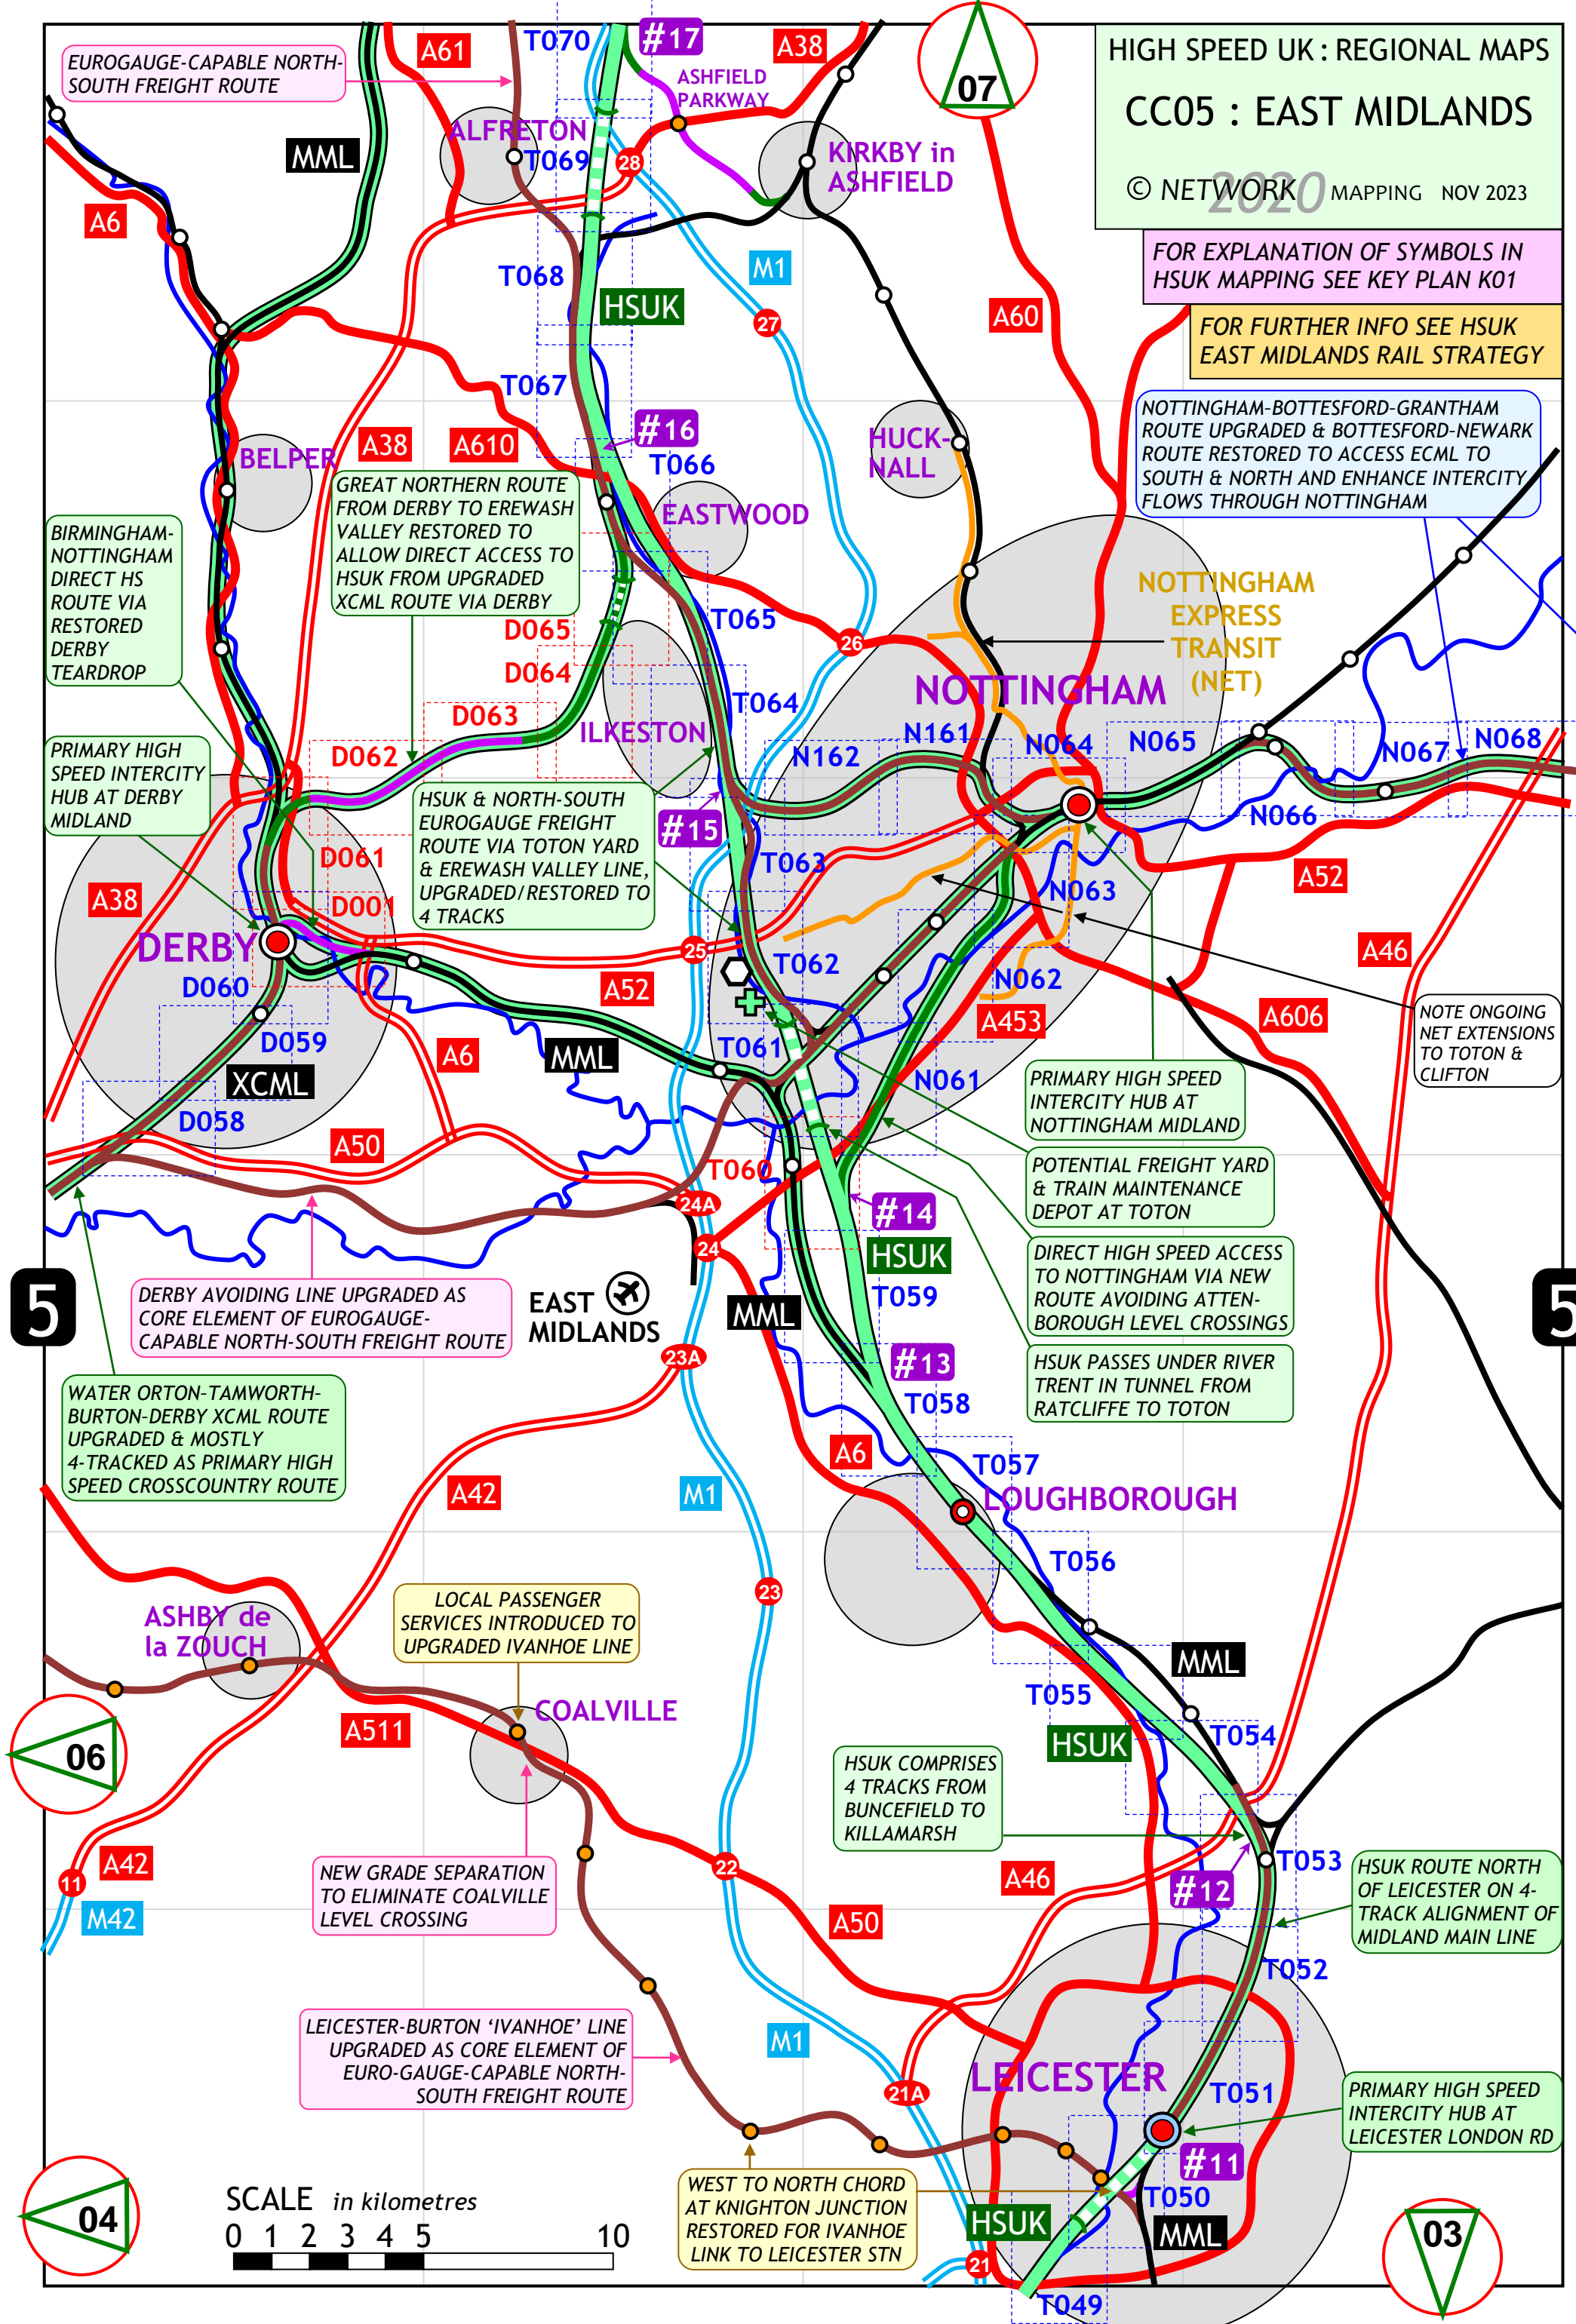 HIGH SPEED UK : REGIONAL MAPS
CC05 : EAST MIDLANDS
© NETWORK 2020 MAPPING NOV 2023
FOR EXPLANATION OF SYMBOLS IN
HSUK MAPPING SEE KEY PLAN K01
FOR FURTHER INFO SEE HSUK
EAST MIDLANDS RAIL STRATEGY
NOTTINGHAM-BOTTESFORD-GRANTHAM
ROUTE UPGRADED & BOTTESFORD-NEWARK
ROUTE RESTORED TO ACCESS ECML TO
SOUTH & NORTH AND ENHANCE INTERCITY
FLOWS THROUGH NOTTINGHAM
EUROGAUGE-CAPABLE NORTH-
SOUTH FREIGHT ROUTE
A61
T070
#17
A38
07
ASHFIELD
PARKWAY
ALFRETON
T069
28
MML
KIRKBY in
ASHFIELD
A6
T068
M1
HSUK
27
A60
T067
A38
A610
#16
T066
HUCK-
NALL
BELPER
EASTWOOD
GREAT NORTHERN ROUTE
FROM DERBY TO EREWASH
VALLEY RESTORED TO
ALLOW DIRECT ACCESS TO
HSUK FROM UPGRADED
XCML ROUTE VIA DERBY
BIRMINGHAM-
NOTTINGHAM
DIRECT HS
ROUTE VIA
RESTORED
DERBY
TEARDROP
NOTTINGHAM
EXPRESS
TRANSIT
(NET)
D065
T065
26
D064
NOTTINGHAM
T064
D063
ILKESTON
D062
N162
N161
N064
N065
N067
N068
PRIMARY HIGH
SPEED INTERCITY
HUB AT DERBY
MIDLAND
HSUK & NORTH-SOUTH
EUROGAUGE FREIGHT
ROUTE VIA TOTON YARD
& EREWASH VALLEY LINE,
UPGRADED/RESTORED TO
4 TRACKS
#15
N066
D061
T063
A52
A38
D001
N063
DERBY
25
A46
D060
A52
T062
N062
A453
A606
NOTE ONGOING
NET EXTENSIONS
TO TOTON &
CLIFTON
D059
A6
MML
T061
XCML
N061
PRIMARY HIGH SPEED
INTERCITY HUB AT
NOTTINGHAM MIDLAND
D058
A50
T060
POTENTIAL FREIGHT YARD
& TRAIN MAINTENANCE
DEPOT AT TOTON
24A
#14
24
HSUK
DIRECT HIGH SPEED ACCESS
TO NOTTINGHAM VIA NEW
ROUTE AVOIDING ATTEN-
BOROUGH LEVEL CROSSINGS
5
5
DERBY AVOIDING LINE UPGRADED AS
CORE ELEMENT OF EUROGAUGE-
CAPABLE NORTH-SOUTH FREIGHT ROUTE
EAST
MIDLANDS
MML
T059
23A
#13
HSUK PASSES UNDER RIVER
TRENT IN TUNNEL FROM
RATCLIFFE TO TOTON
WATER ORTON-TAMWORTH-
BURTON-DERBY XCML ROUTE
UPGRADED & MOSTLY
4-TRACKED AS PRIMARY HIGH
SPEED CROSSCOUNTRY ROUTE
T058
A6
T057
A42
M1
LOUGHBOROUGH
T056
23
LOCAL PASSENGER
SERVICES INTRODUCED TO
UPGRADED IVANHOE LINE
ASHBY de
la ZOUCH
MML
T055
COALVILLE
A511
HSUK
T054
06
HSUK COMPRISES
4 TRACKS FROM
BUNCEFIELD TO
KILLAMARSH
A42
11
M42
NEW GRADE SEPARATION
TO ELIMINATE COALVILLE
LEVEL CROSSING
22
A46
T053
#12
HSUK ROUTE NORTH
OF LEICESTER ON 4-
TRACK ALIGNMENT OF
MIDLAND MAIN LINE
A50
T052
LEICESTER-BURTON ‘IVANHOE’ LINE
UPGRADED AS CORE ELEMENT OF
EURO-GAUGE-CAPABLE NORTH-
SOUTH FREIGHT ROUTE
M1
LEICESTER
21A
T051
PRIMARY HIGH SPEED
INTERCITY HUB AT
LEICESTER LONDON RD
#11
WEST TO NORTH CHORD
AT KNIGHTON JUNCTION
RESTORED FOR IVANHOE
LINK TO LEICESTER STN
T050
HSUK
MML
04
SCALE in kilometres
0 1 2 3 4 5 10
03
21
T049